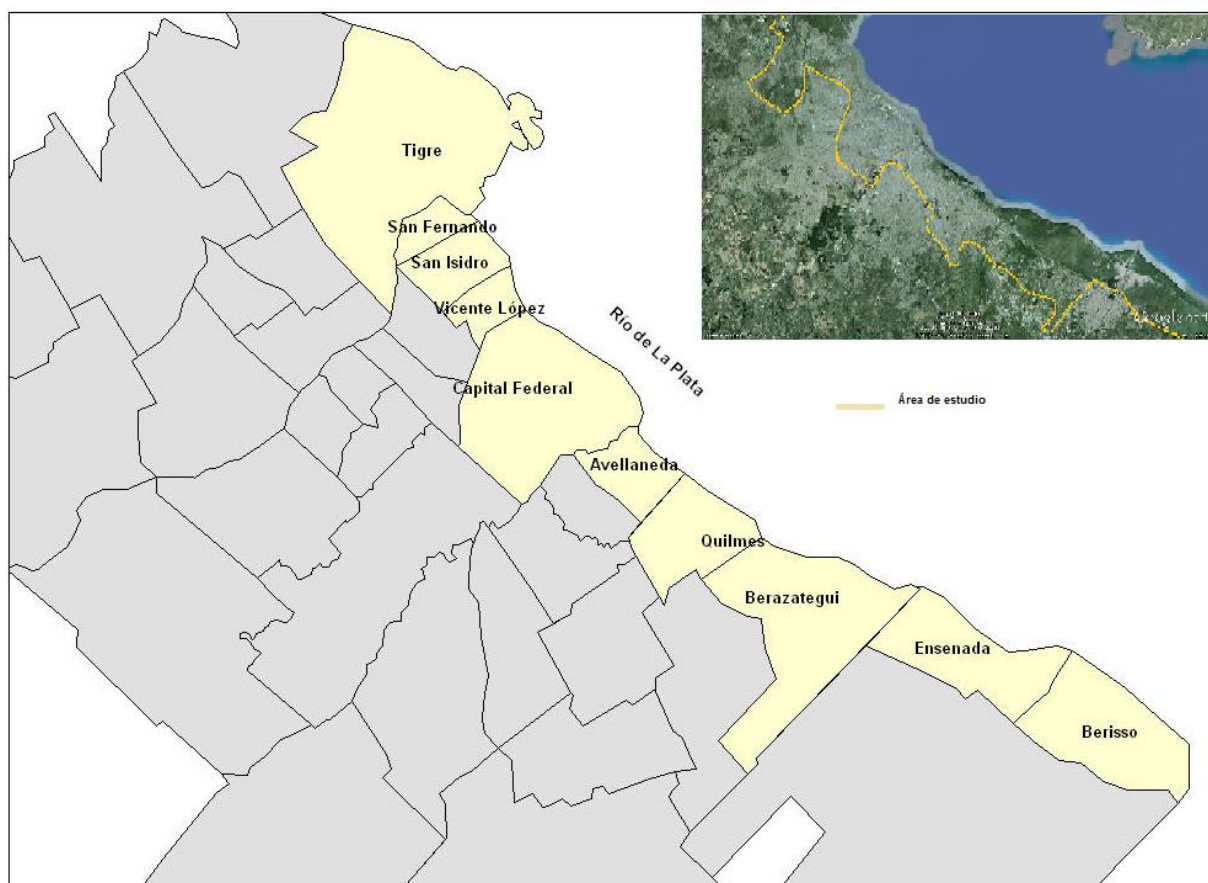 Tigre
San Fernando
San Isidro
Vicente López
Río de La Plata
Capital Federal
Área de estudio
Avellaneda
Quilmes
Berazategui
Ensenada
Berisso